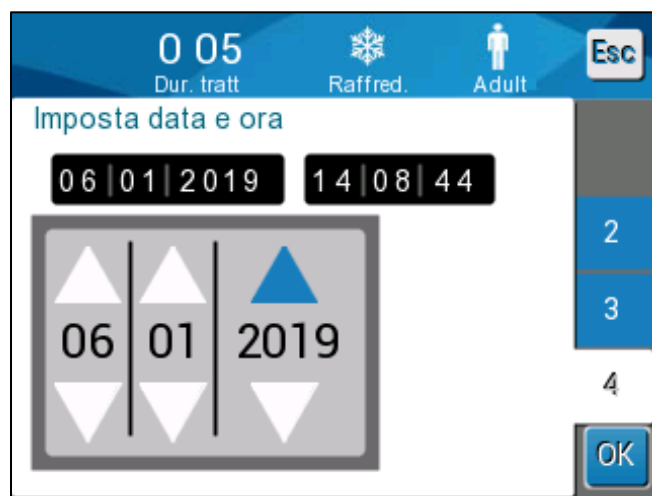 0 05
Dur. tratt
Raffred.
Adult
Esc
Imposta data e ora
06|01|2019
14|08|44
2
3
4
06
01
2019
OK